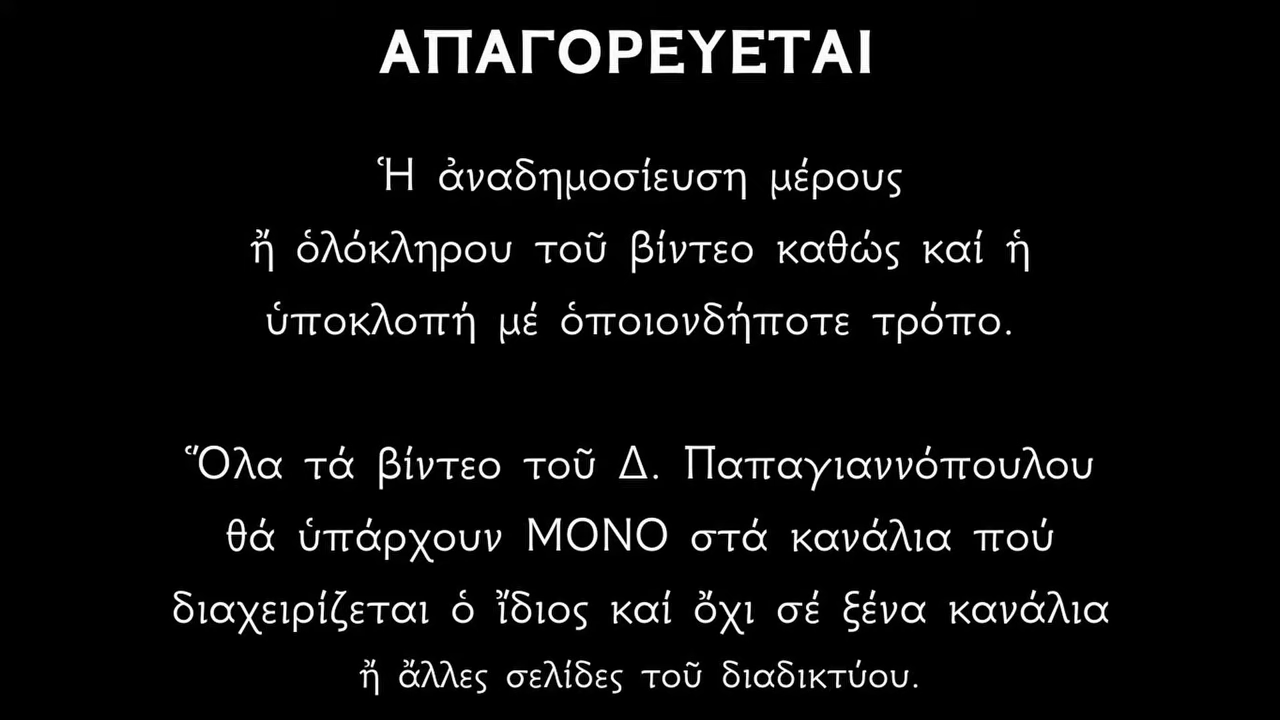 ΑΠΑΓΟΡΕΥΕΤΑΙ
Ἡ ἀναδημοσίευση μέρους
ἤ ὁλόκληρου τοῦ βίντεο καθώς καί ἡ
ὑποκλοπή μέ ὁποιονδήποτε τρόπο.
Ὅλα τά βίντεο τοῦ Δ. Παπαγιαννόπουλου
θά ὑπάρχουν ΜΟΝΟ στά κανάλια πού
διαχειρίζεται ὁ ἴδιος καί ὄχι σέ ξένα κανάλια
ἤ ἄλλες σελίδες τοῦ διαδικτύου.